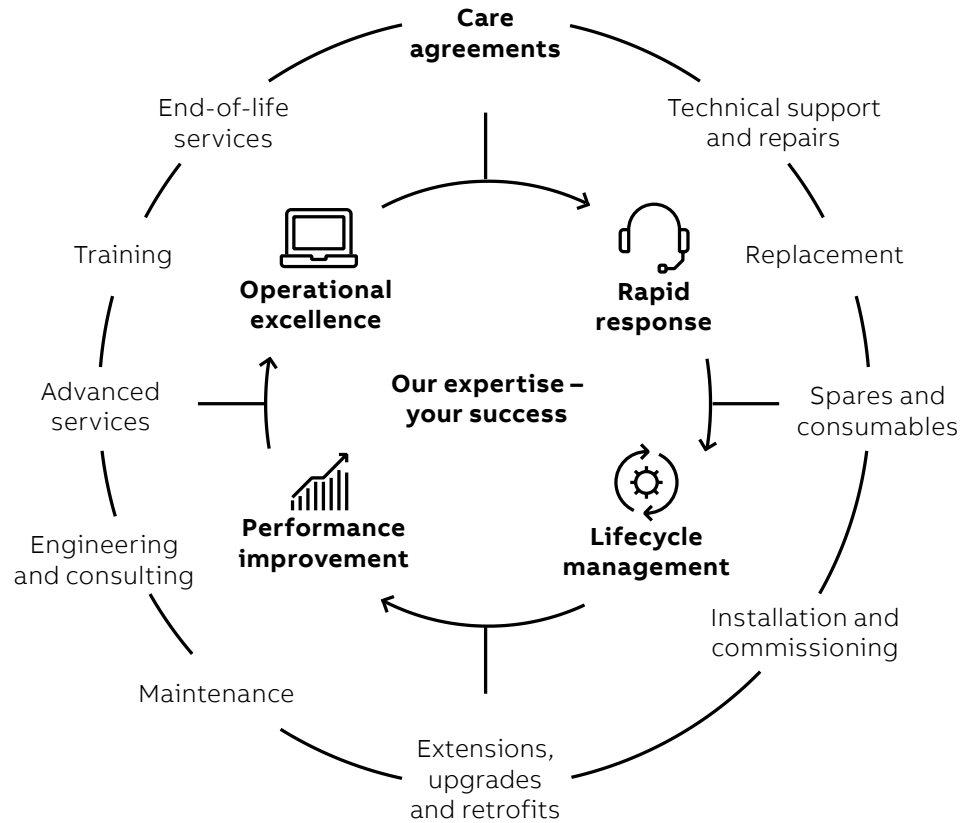 Care
agreements
Technical support
and repairs
Replacement
Spares and
consumables
Installation and
commissioning
Extensions,
upgrades
and retrofits
Maintenance
Engineering
and consulting
Advanced
services
Training
End-of-life
services
Operational
excellence
Rapid
response
Lifecycle
management
Performance
improvement
Our expertise –
your success